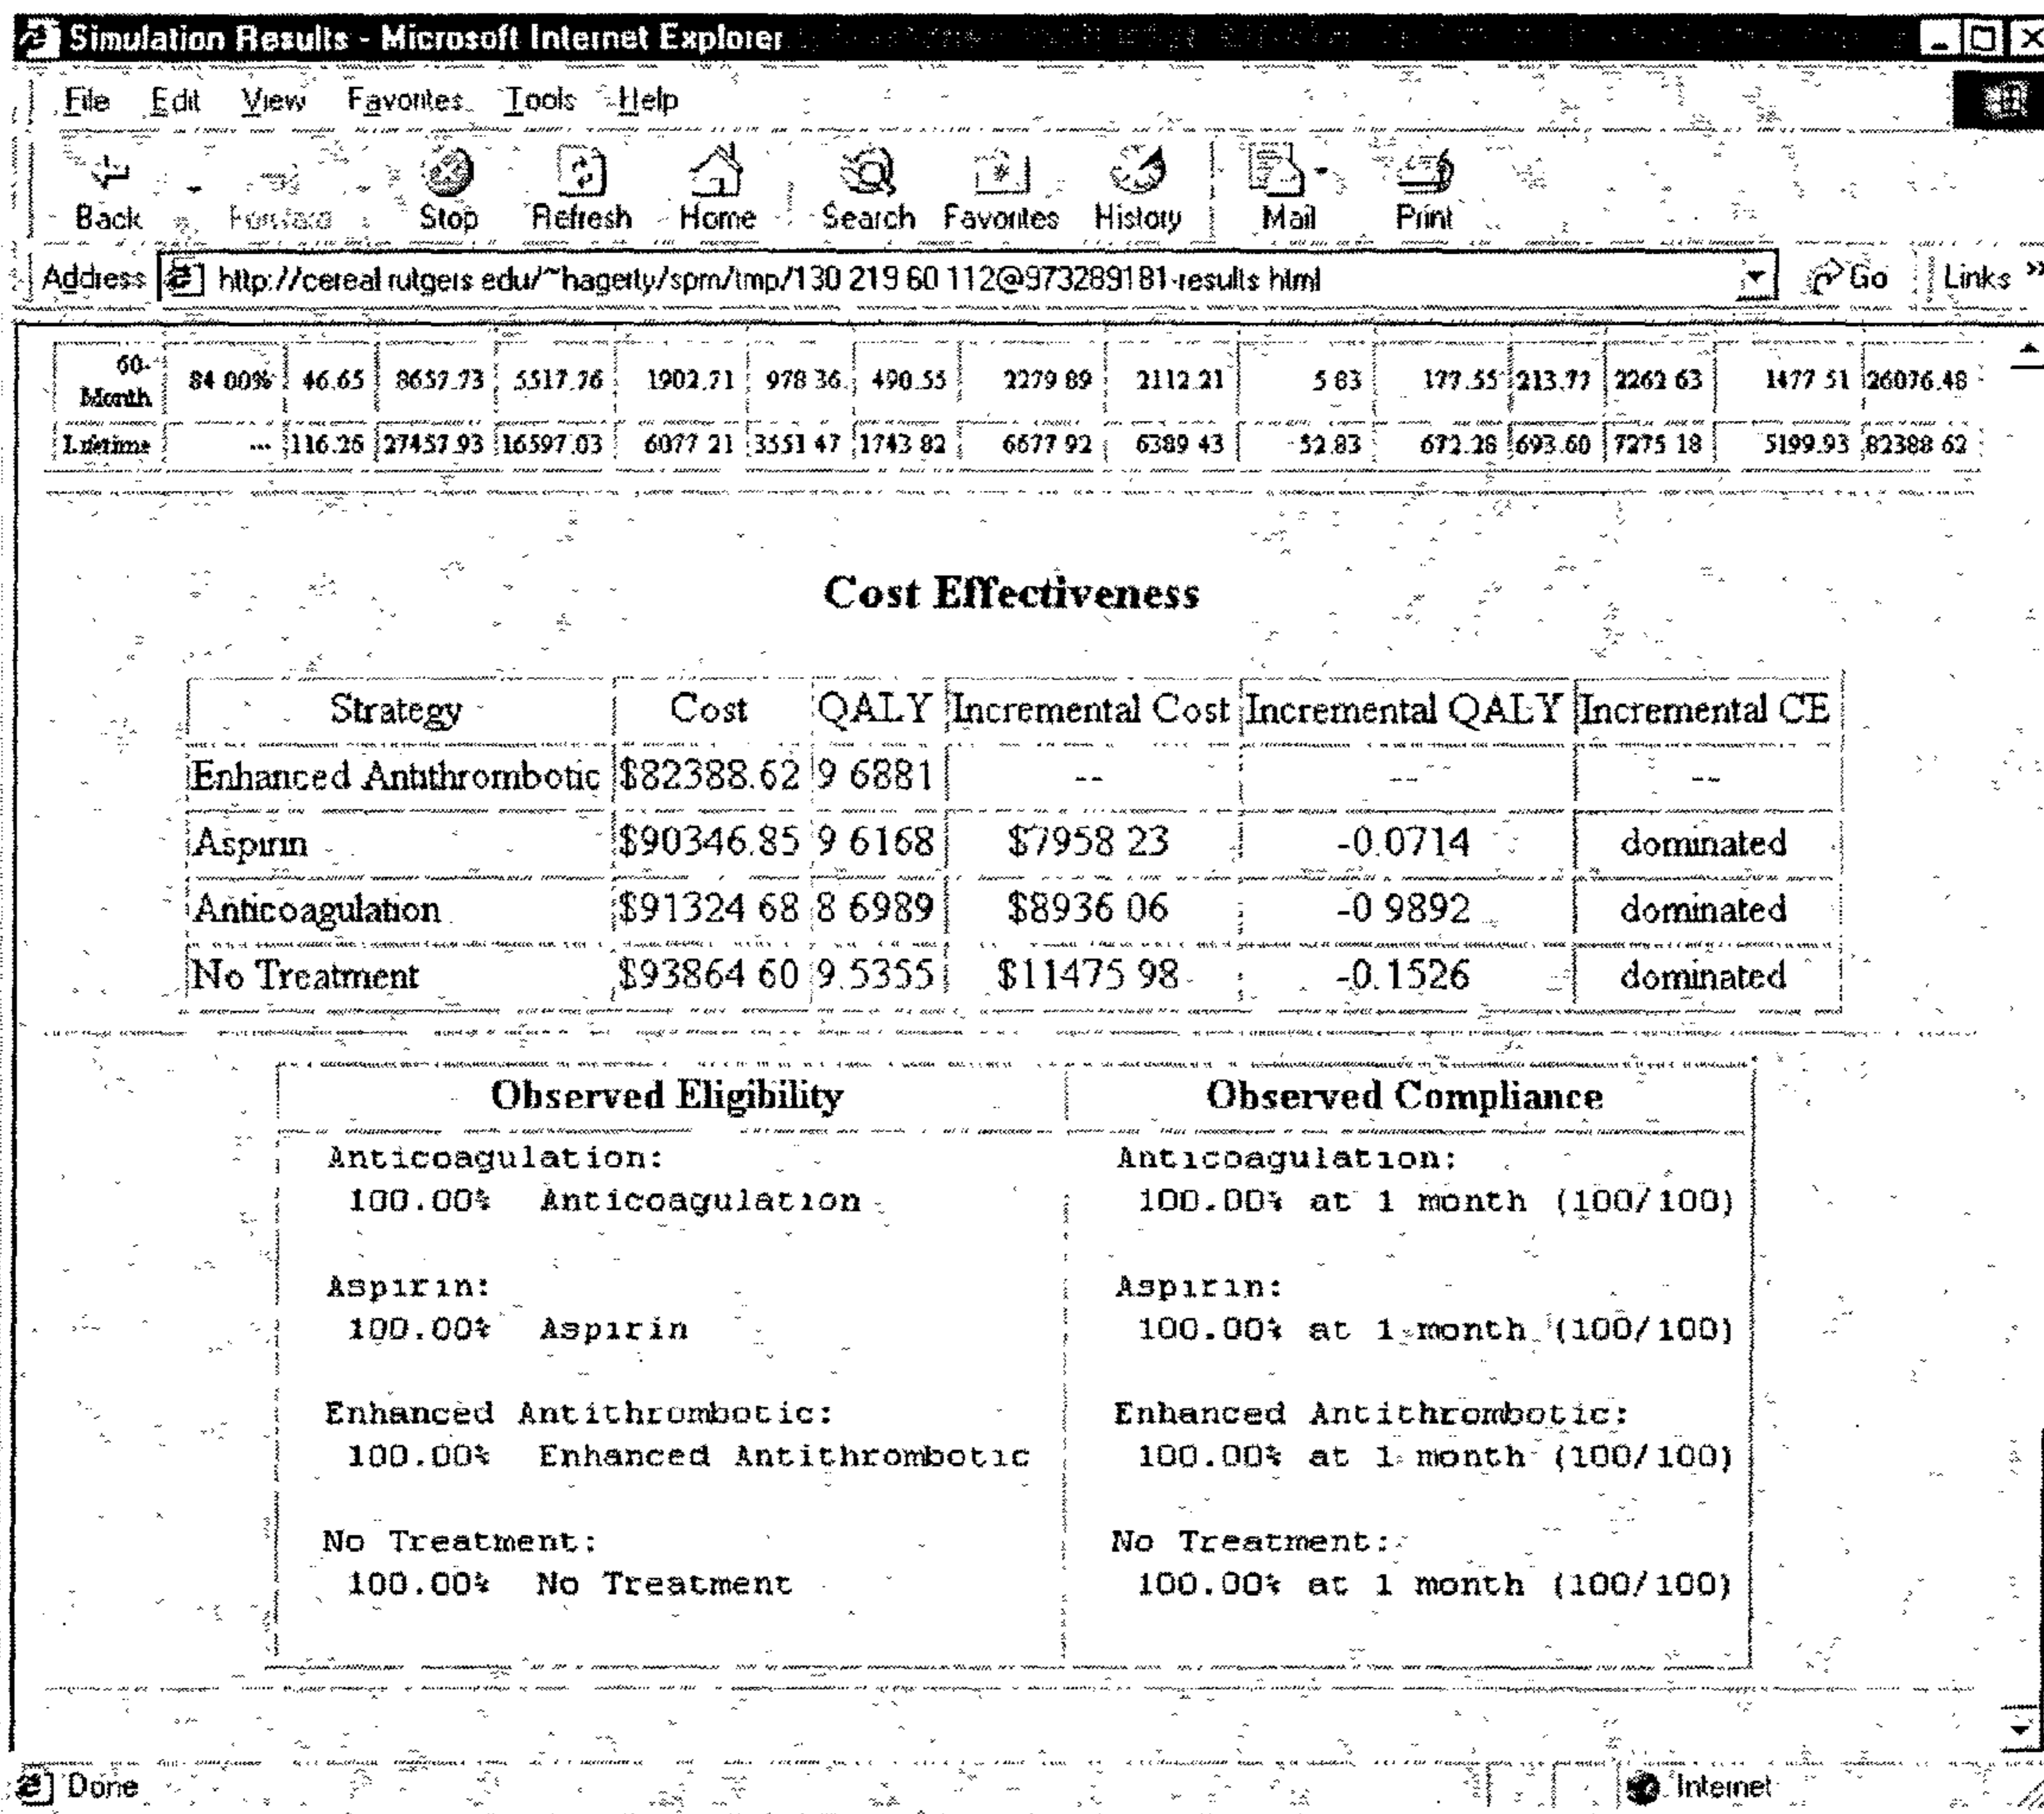 Simulation Results - Microsoft Internet Explorer
File Edit View Favorites Tools Help
Back Forward Stop Refresh Home Search Favorites History Mail Print
Address http://cereal rutgers edu/~hagerty/sprn/tmp/130 219 60 112@973289181-results html Go Links »
60-Month 84 00% 46.65 8657.73 5517.76 1902.71 978 36 490.55 2279 89 2112.21 5 83 177.55 213.77 2262 63 1477 51 26076.48
Lifetime --- 116.26 27457 93 16597.03 6077 21 3551 47 1743 82 6677 92 6389 43 52.83 672.28 693.60 7275 18 5199.93 82388 62
Cost Effectiveness
Strategy Cost QALY Incremental Cost Incremental QALY Incremental CE
Enhanced Antithrombotic $82388.62 9 6881 -- -- --
Aspirin $90346.85 9 6168 $7958 23 -0.0714 dominated
Anticoagulation $91324 68 8 6989 $8936 06 -0 9892 dominated
No Treatment $93864 60 9.5355 $11475 98 -0.1526 dominated
Observed Eligibility Observed Compliance
Anticoagulation: Anticoagulation:
100.00% Anticoagulation 100.00% at 1 month (100/100)
Aspirin: Aspirin:
100.00% Aspirin 100.00% at 1 month (100/100)
Enhanced Antithrombotic: Enhanced Antithrombotic:
100.00% Enhanced Antithrombotic 100.00% at 1 month (100/100)
No Treatment: No Treatment:
100.00% No Treatment 100.00% at 1 month (100/100)
Done Internet